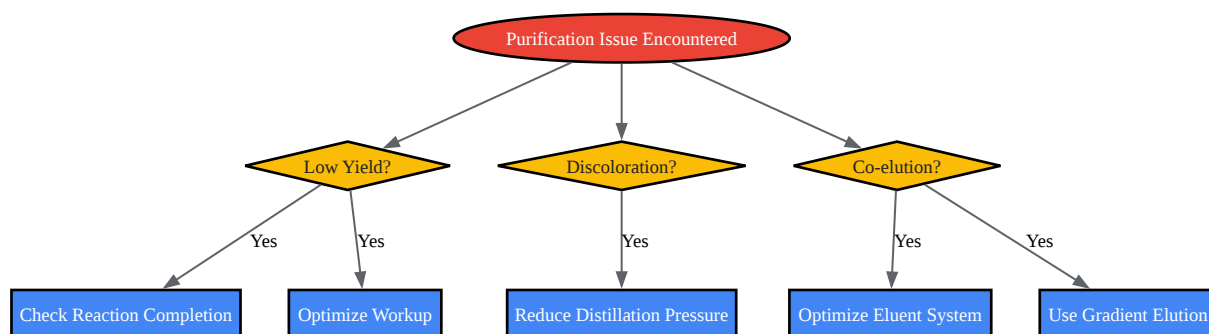 Purification Issue Encountered
Low Yield?
Discoloration?
Co-elution?
Yes
Yes
Yes
Yes
Yes
Check Reaction Completion
Optimize Workup
Reduce Distillation Pressure
Optimize Eluent System
Use Gradient Elution